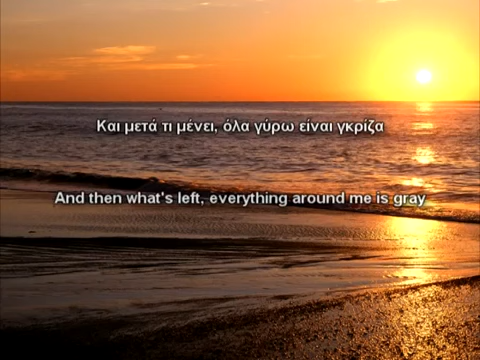 Και μετά τι μένει, όλα γύρω είναι γκρίζα
And then what's left, everything around me is gray